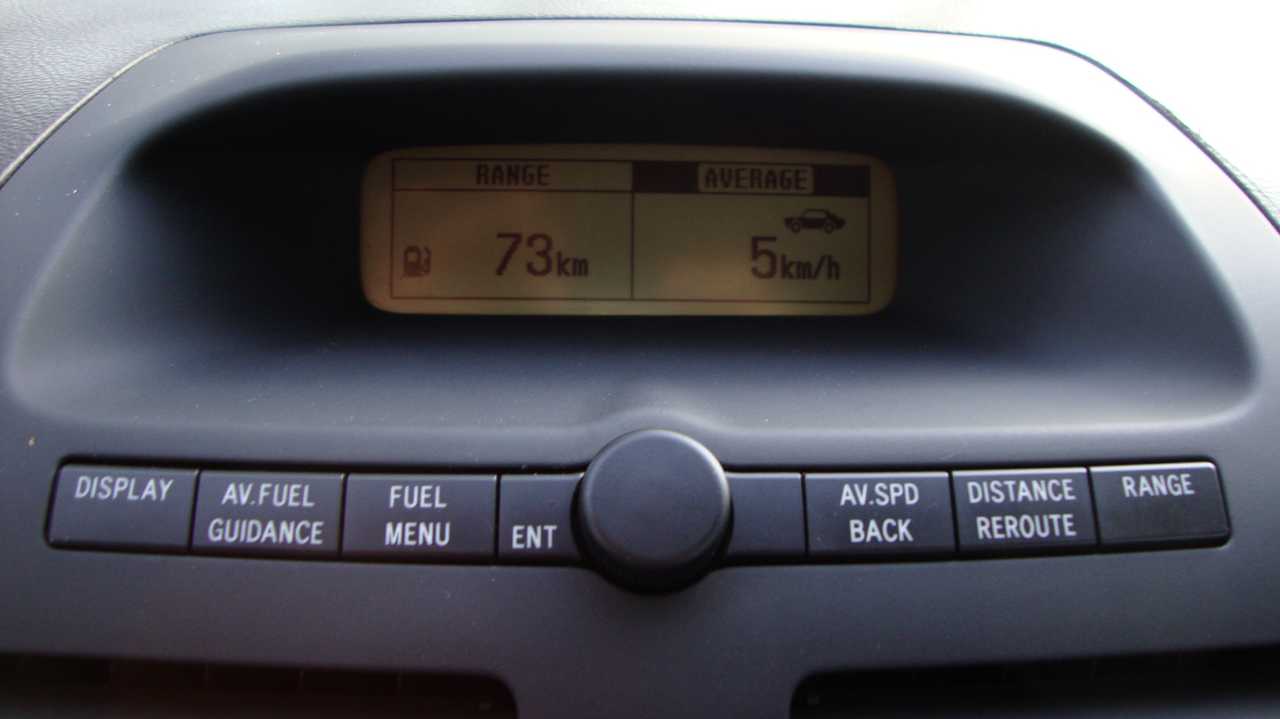 RANGE
AVERAGE
73km
5km/h
DISPLAY
AV.FUEL
GUIDANCE
FUEL
MENU
ENT
AV.SPD
BACK
DISTANCE
REROUTE
RANGE